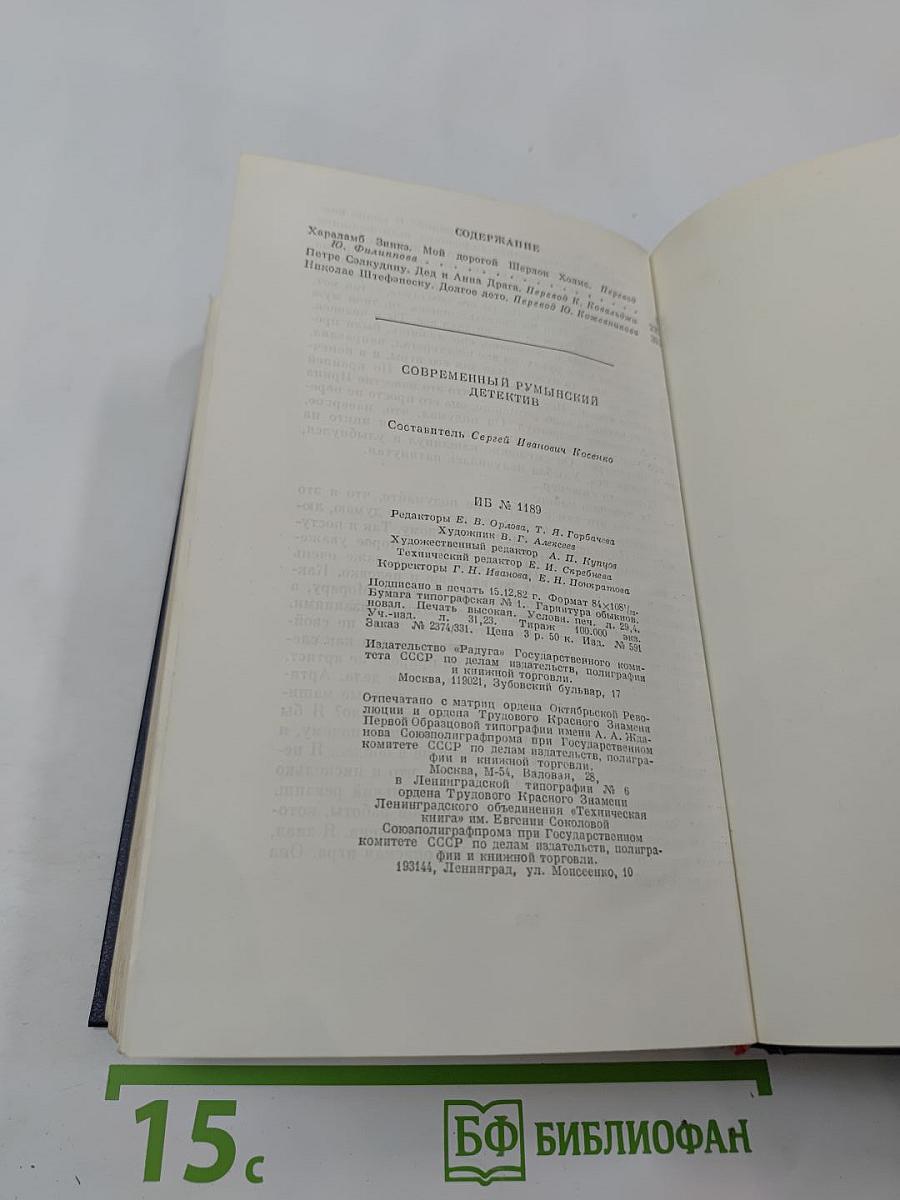 СОДЕРЖАНИЕ
Хараламб Зинкэ. Мой дорогой Шерлок Холмс. Перевод
Ю. Филиппова . . . . . . . . . . . . . . . .
Петре Сэлкудяну. Дед и Анна Драга. Перевод К. Ковальджи
Николае Штефэнеску. Долгое лето. Перевод Ю. Кожевникова
СОВРЕМЕННЫЙ РУМЫНСКИЙ
ДЕТЕКТИВ
Составитель Сергей Иванович Косенко
ИБ № 1189
Редакторы Е. В. Орлова, Т. Я. Горбачева
Художник В. Г. Алексеев
Художественный редактор А. П. Купцов
Технический редактор Е. И. Скребнева
Корректоры Г. Н. Иванова, Е. Н. Панкратова
Подписано в печать 15.12.82 г. Формат 84×108¹/₃₂.
Бумага типографская № 1. Гарнитура обыкнов.
новая. Печать высокая. Условн. печ. л. 29,4.
Уч.-изд. л. 31,23. Тираж 100.000 экз.
Заказ № 2374/331. Цена 3 р. 50 к. Изд. № 591
Издательство «Радуга» Государственного коми-
тета СССР по делам издательств, полиграфии
и книжной торговли.
Москва, 119021, Зубовский бульвар, 17
Отпечатано с матриц ордена Октябрьской Рево-
люции и ордена Трудового Красного Знамени
Первой Образцовой типографии имени А. А. Жда-
нова Союзполиграфпрома при Государственном
комитете СССР по делам издательств, полигра-
фии и книжной торговли.
Москва, М-54, Валовая, 28,
в Ленинградской типографии № 6
ордена Трудового Красного Знамени
Ленинградского объединения «Техническая
книга» им. Евгении Соколовой
Союзполиграфпрома при Государственном
комитете СССР по делам издательств, полигра-
фии и книжной торговли.
193144, Ленинград, ул. Моисеенко, 10
15 с
БФ БИБЛИОФАН